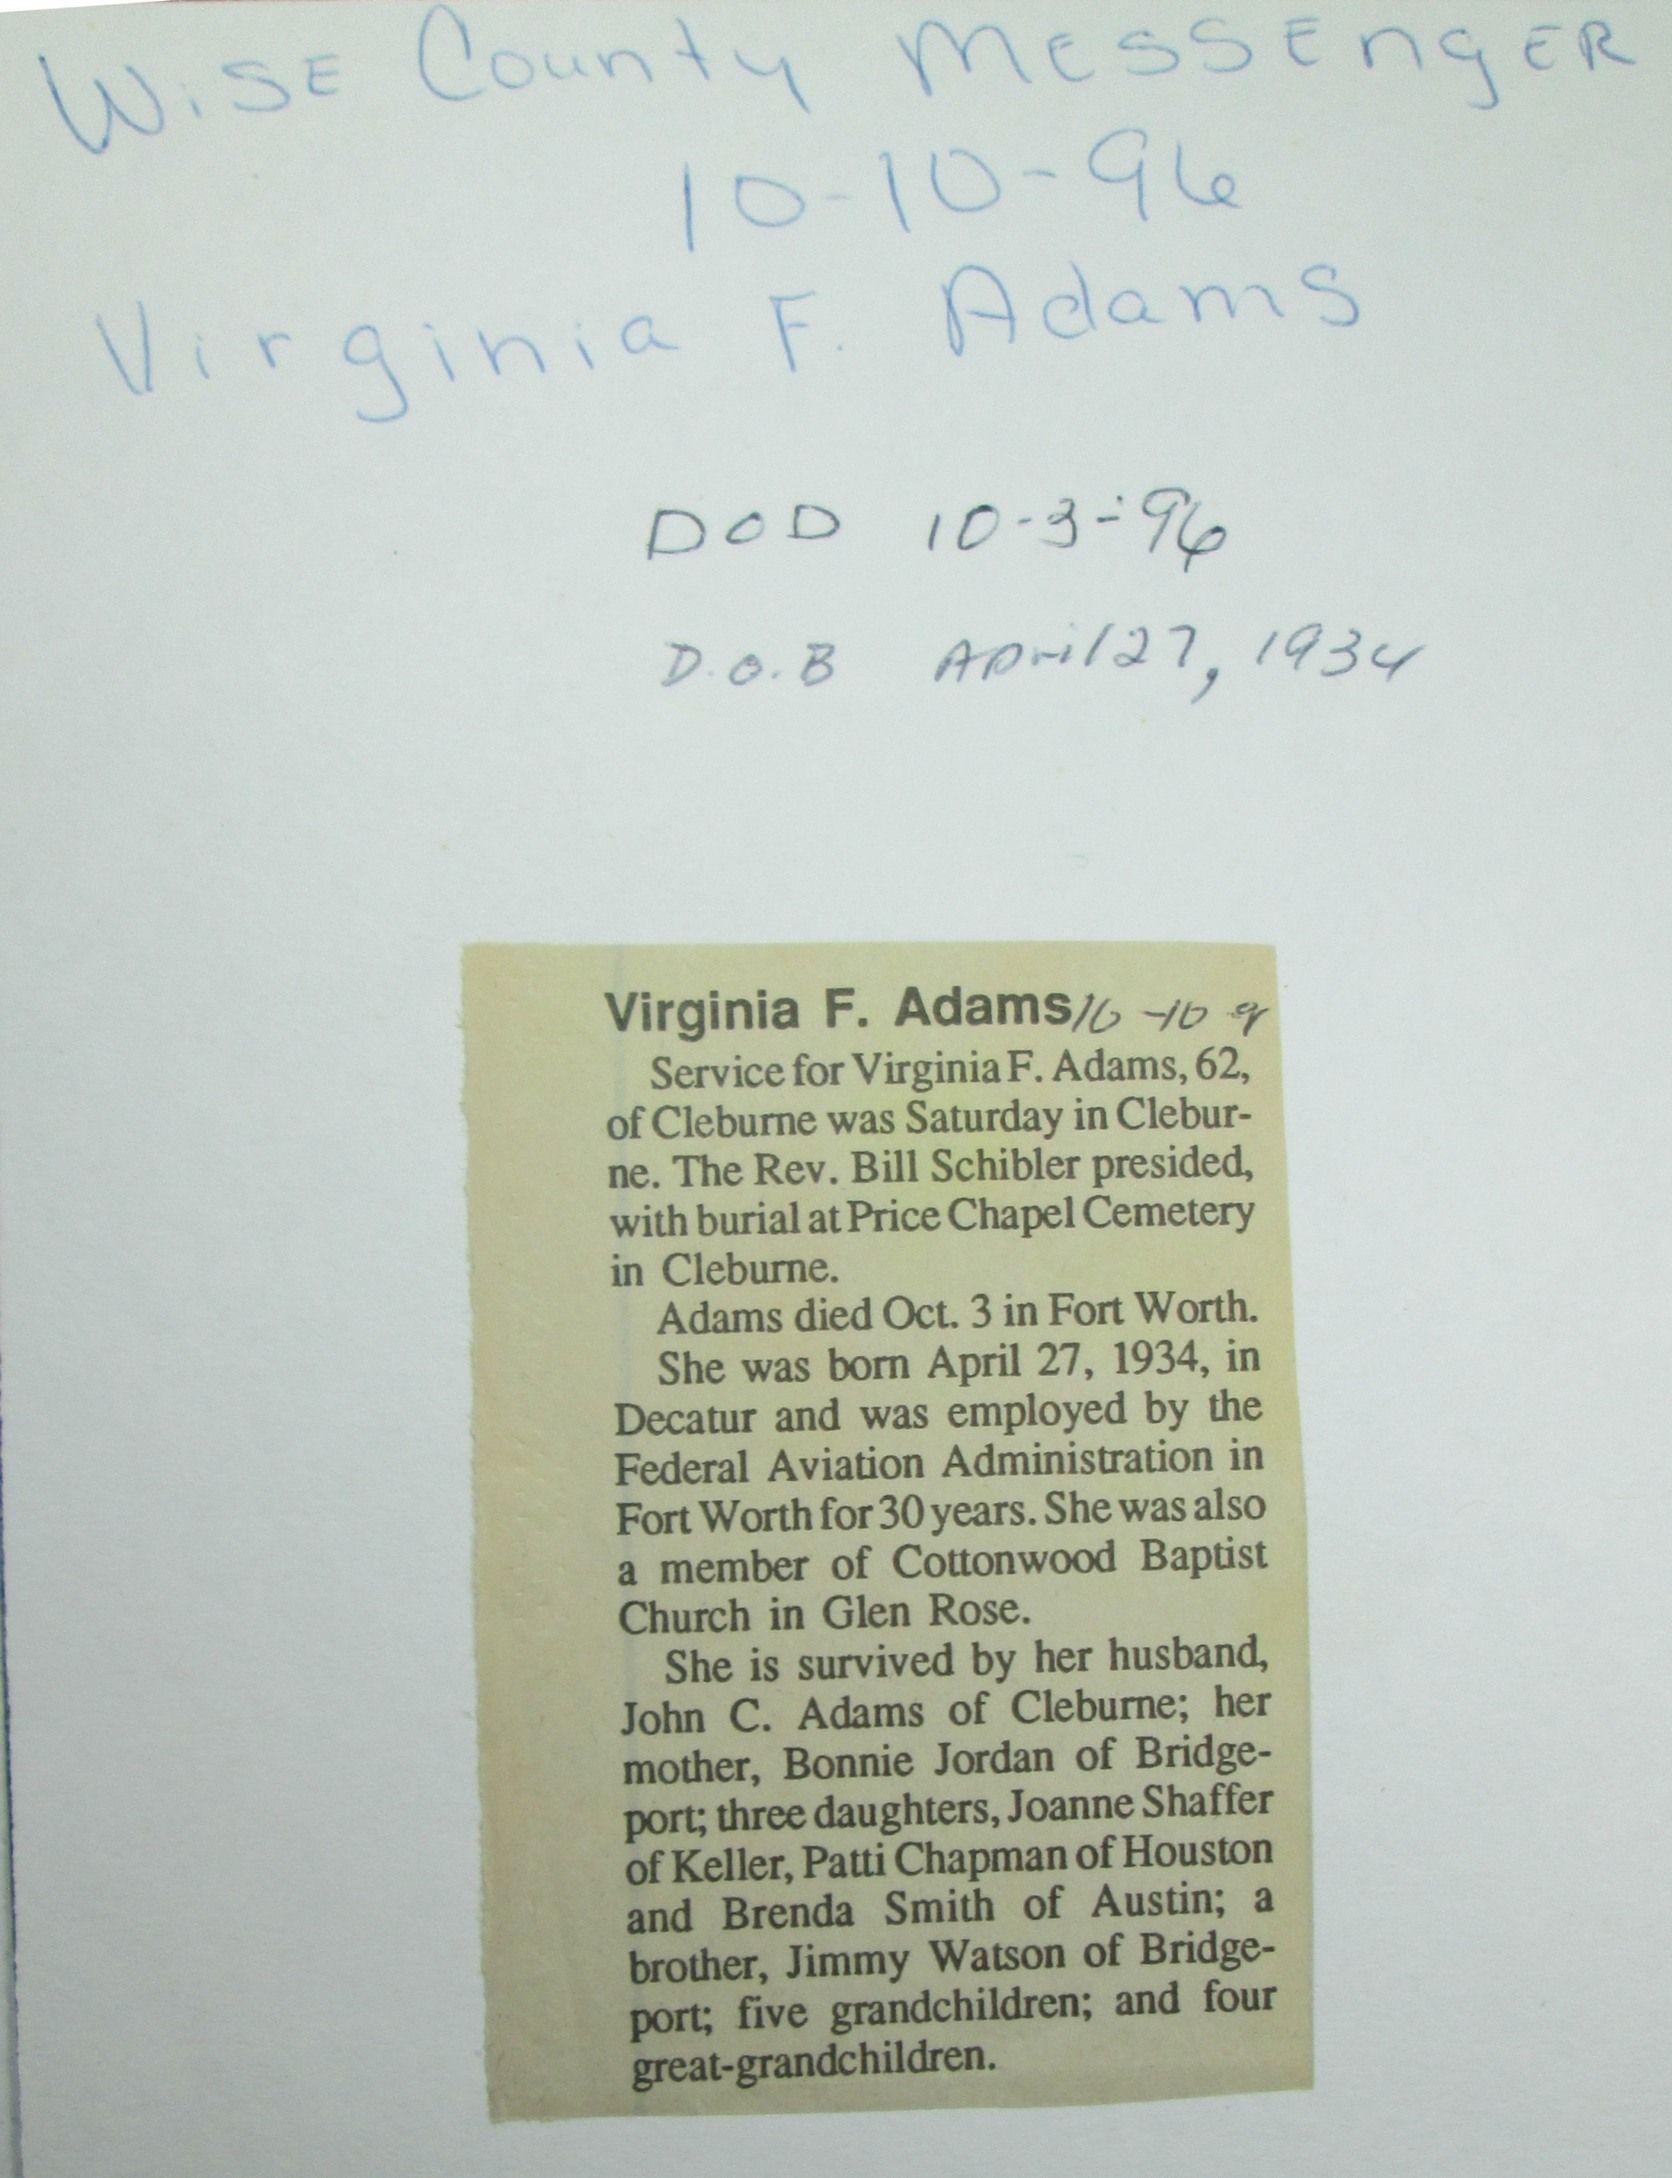 WiSE County MESSENgER
10-10-96
Virginia F. Adams
DOD 10-3-96
D.O.B April 27, 1934
Virginia F. Adams 10-10
Service for Virginia F. Adams, 62,
of Cleburne was Saturday in Clebur-
ne. The Rev. Bill Schibler presided,
with burial at Price Chapel Cemetery
in Cleburne.
Adams died Oct. 3 in Fort Worth.
She was born April 27, 1934, in
Decatur and was employed by the
Federal Aviation Administration in
Fort Worth for 30 years. She was also
a member of Cottonwood Baptist
Church in Glen Rose.
She is survived by her husband,
John C. Adams of Cleburne; her
mother, Bonnie Jordan of Bridge-
port; three daughters, Joanne Shaffer
of Keller, Patti Chapman of Houston
and Brenda Smith of Austin; a
brother, Jimmy Watson of Bridge-
port; five grandchildren; and four
great-grandchildren.